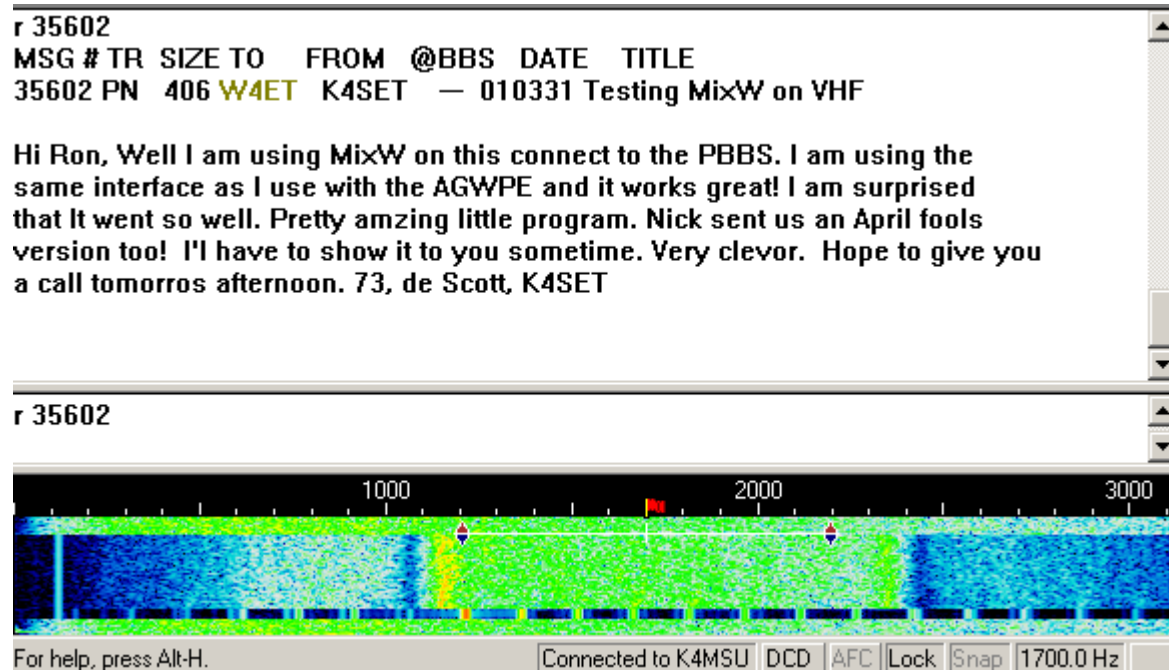 r 35602
MSG # TR SIZE TO FROM @BBS DATE TITLE
35602 PN 406 W4ET K4SET — 010331 Testing MixW on VHF
Hi Ron, Well I am using MixW on this connect to the PBBS. I am using the
same interface as I use with the AGWPE and it works great! I am surprised
that It went so well. Pretty amzing little program. Nick sent us an April fools
version too! I'l have to show it to you sometime. Very clevor. Hope to give you
a call tomorros afternoon. 73, de Scott, K4SET
r 35602
1000 2000 3000
For help, press Alt-H. Connected to K4MSU DCD AFC Lock Snap 1700.0 Hz